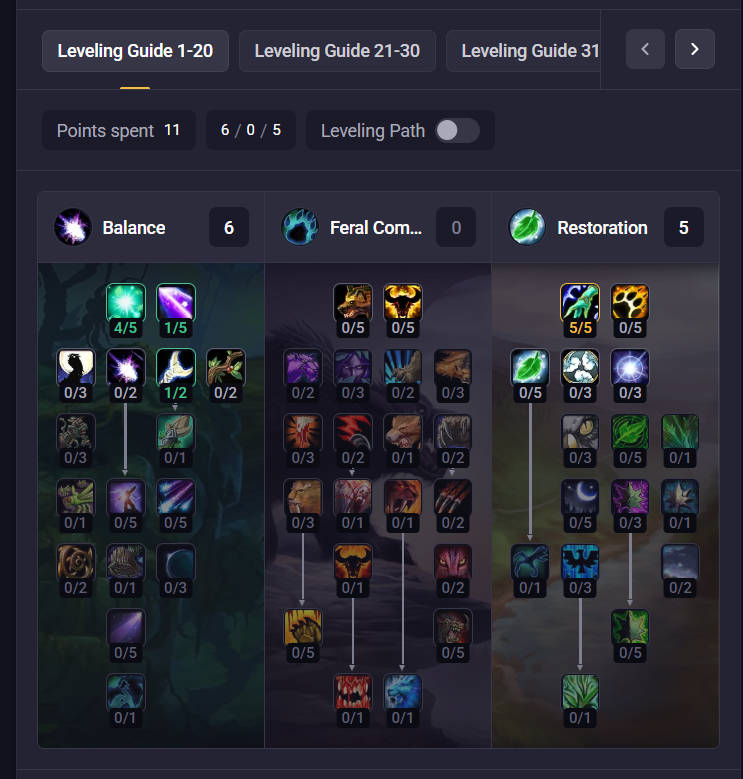 Leveling Guide 1-20 Leveling Guide 21-30 Leveling Guide 31
Points spent 11 6 / 0 / 5 Leveling Path
Balance 6 Feral Com... 0 Restoration 5
4/5 1/5 0/5 0/5 5/5 0/5
0/3 0/2 1/2 0/2 0/2 0/3 0/2 0/3 0/5 0/3 0/3
0/3 0/1 0/3 0/2 0/1 0/2 0/3 0/5 0/1
0/1 0/5 0/5 0/3 0/1 0/1 0/2 0/5 0/3 0/1
0/2 0/1 0/3 0/1 0/2 0/1 0/3 0/2
0/5 0/5 0/5 0/5
0/1 0/1 0/1 0/1